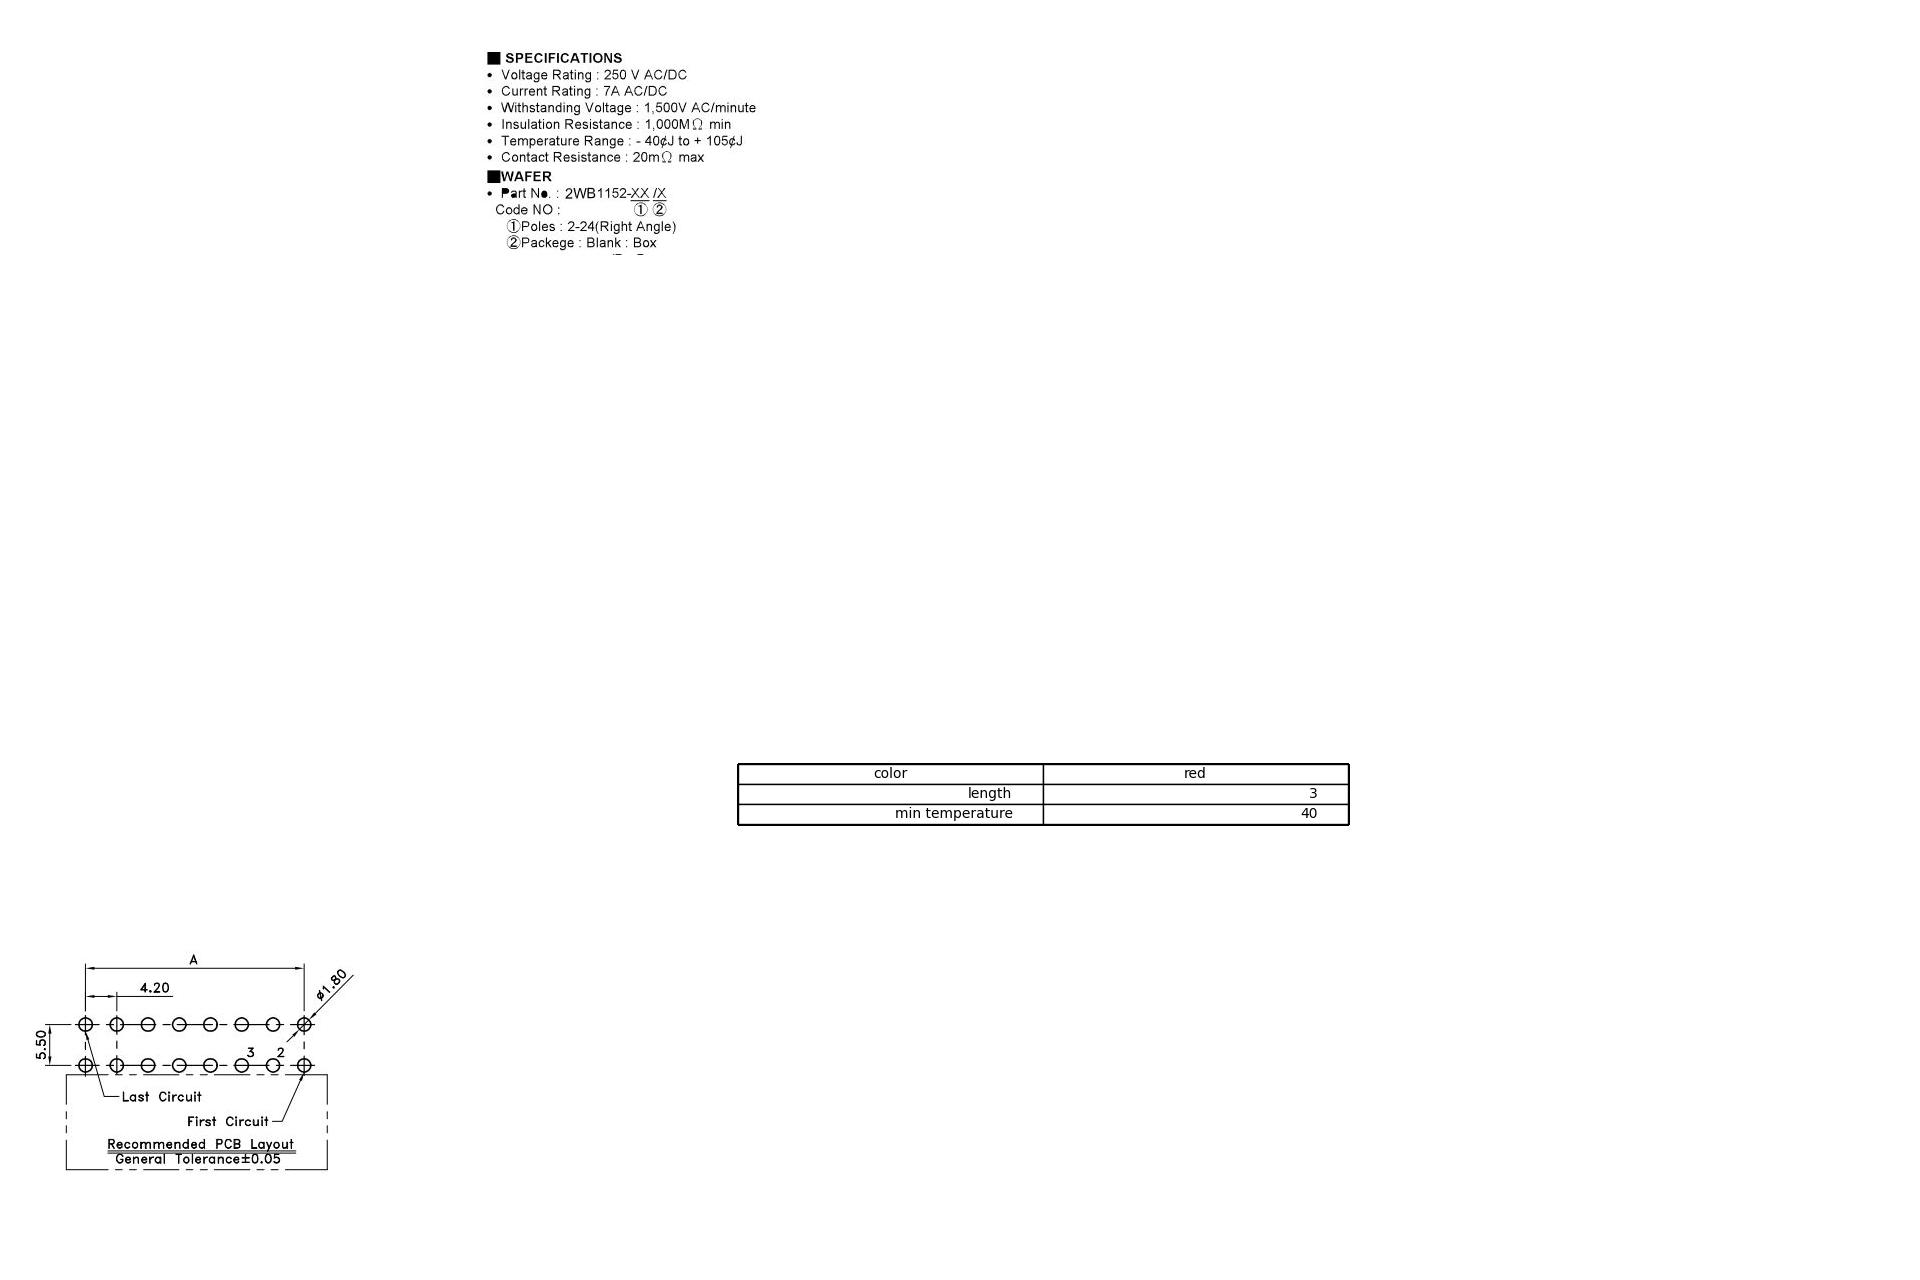 ■ SPECIFICATIONS
• Voltage Rating : 250 V AC/DC
• Current Rating : 7A AC/DC
• Withstanding Voltage : 1,500V AC/minute
• Insulation Resistance : 1,000MΩ min
• Temperature Range : - 40¢J to + 105¢J
• Contact Resistance : 20mΩ max
■WAFER
• Part No. : 2WB1152-XX /X
Code NO : ① ②
①Poles : 2-24(Right Angle)
②Packege : Blank : Box
color red
length 3
min temperature 40
A
4.20
ø1.80
5.50
3 2
Last Circuit
First Circuit
Recommended PCB Layout
General Tolerance±0.05